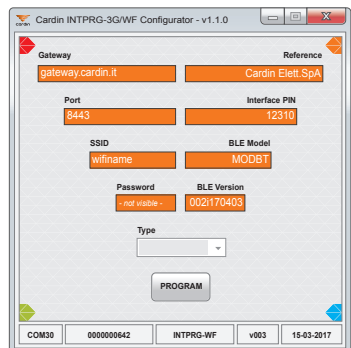 cardin Cardin INTPRG-3G/WF Configurator - v1.1.0
Gateway Reference
gateway.cardin.it Cardin Elett.SpA
Port Interface PIN
8443 12310
SSID BLE Model
wifiname MODBT
Password BLE Version
- not visible - 002i170403
Type
PROGRAM
COM30 0000000642 INTPRG-WF v003 15-03-2017